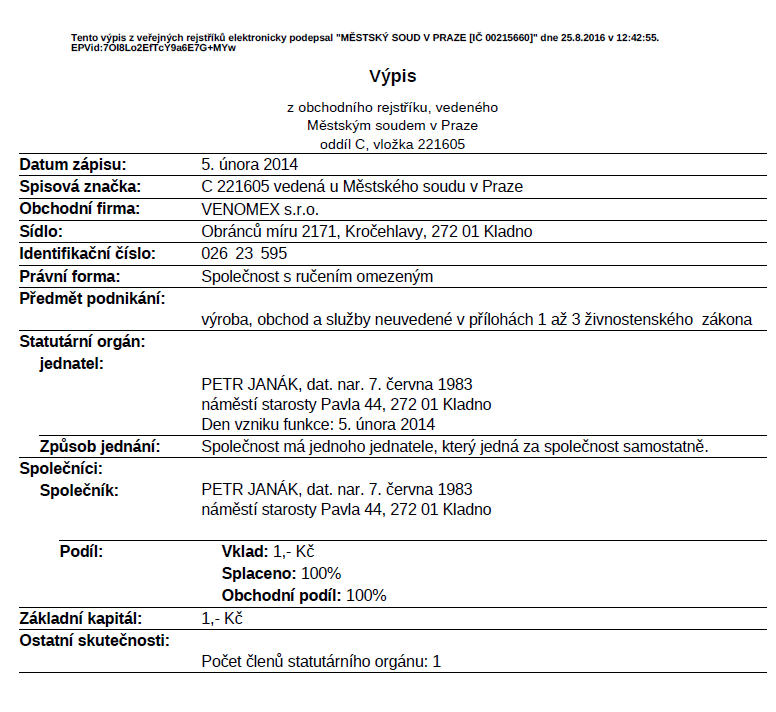 Tento výpis z veřejných rejstříků elektronicky podepsal "MĚSTSKÝ SOUD V PRAZE [IČ 00215660]" dne 25.8.2016 v 12:42:55.
EPVid:7OI8Lo2EfTcY9a6E7G+MYw
Výpis
z obchodního rejstříku, vedeného
Městským soudem v Praze
oddíl C, vložka 221605
Datum zápisu: 5. února 2014
Spisová značka: C 221605 vedená u Městského soudu v Praze
Obchodní firma: VENOMEX s.r.o.
Sídlo: Obránců míru 2171, Kročehlavy, 272 01 Kladno
Identifikační číslo: 026 23 595
Právní forma: Společnost s ručením omezeným
Předmět podnikání:
výroba, obchod a služby neuvedené v přílohách 1 až 3 živnostenského zákona
Statutární orgán:
jednatel:
PETR JANÁK, dat. nar. 7. června 1983
náměstí starosty Pavla 44, 272 01 Kladno
Den vzniku funkce: 5. února 2014
Způsob jednání: Společnost má jednoho jednatele, který jedná za společnost samostatně.
Společníci:
Společník: PETR JANÁK, dat. nar. 7. června 1983
náměstí starosty Pavla 44, 272 01 Kladno
Podíl: Vklad: 1,- Kč
Splaceno: 100%
Obchodní podíl: 100%
Základní kapitál: 1,- Kč
Ostatní skutečnosti:
Počet členů statutárního orgánu: 1